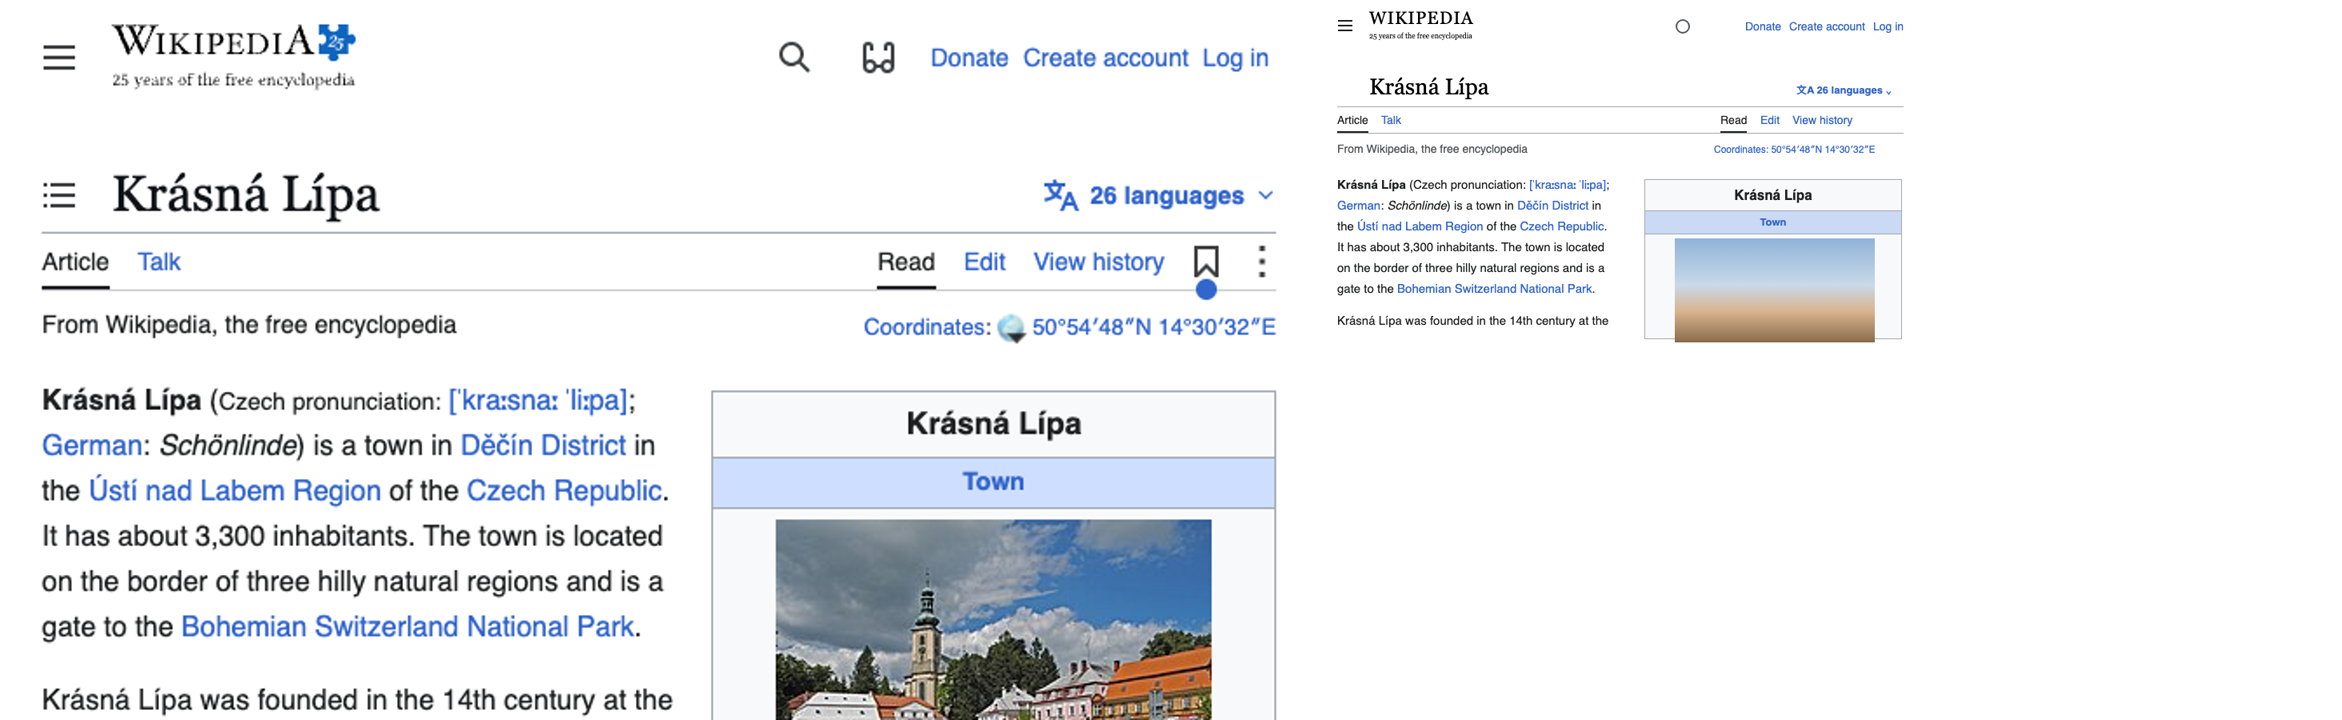 WIKIPEDIA 25
25 years of the free encyclopedia
Donate Create account Log in
Krásná Lípa
文A 26 languages
Article Talk Read Edit View history
From Wikipedia, the free encyclopedia
Coordinates: 50°54′48″N 14°30′32″E
Krásná Lípa (Czech pronunciation: [ˈkraːsnaː ˈliːpa];
German: Schönlinde) is a town in Děčín District in
the Ústí nad Labem Region of the Czech Republic.
It has about 3,300 inhabitants. The town is located
on the border of three hilly natural regions and is a
gate to the Bohemian Switzerland National Park.
Krásná Lípa was founded in the 14th century at the
Krásná Lípa
Town
WIKIPEDIA
25 years of the free encyclopedia
Donate Create account Log in
Krásná Lípa
文A 26 languages
Article Talk Read Edit View history
From Wikipedia, the free encyclopedia
Coordinates: 50°54′48″N 14°30′32″E
Krásná Lípa (Czech pronunciation: [ˈkraːsnaː ˈliːpa];
German: Schönlinde) is a town in Děčín District in
the Ústí nad Labem Region of the Czech Republic.
It has about 3,300 inhabitants. The town is located
on the border of three hilly natural regions and is a
gate to the Bohemian Switzerland National Park.
Krásná Lípa was founded in the 14th century at the
Krásná Lípa
Town